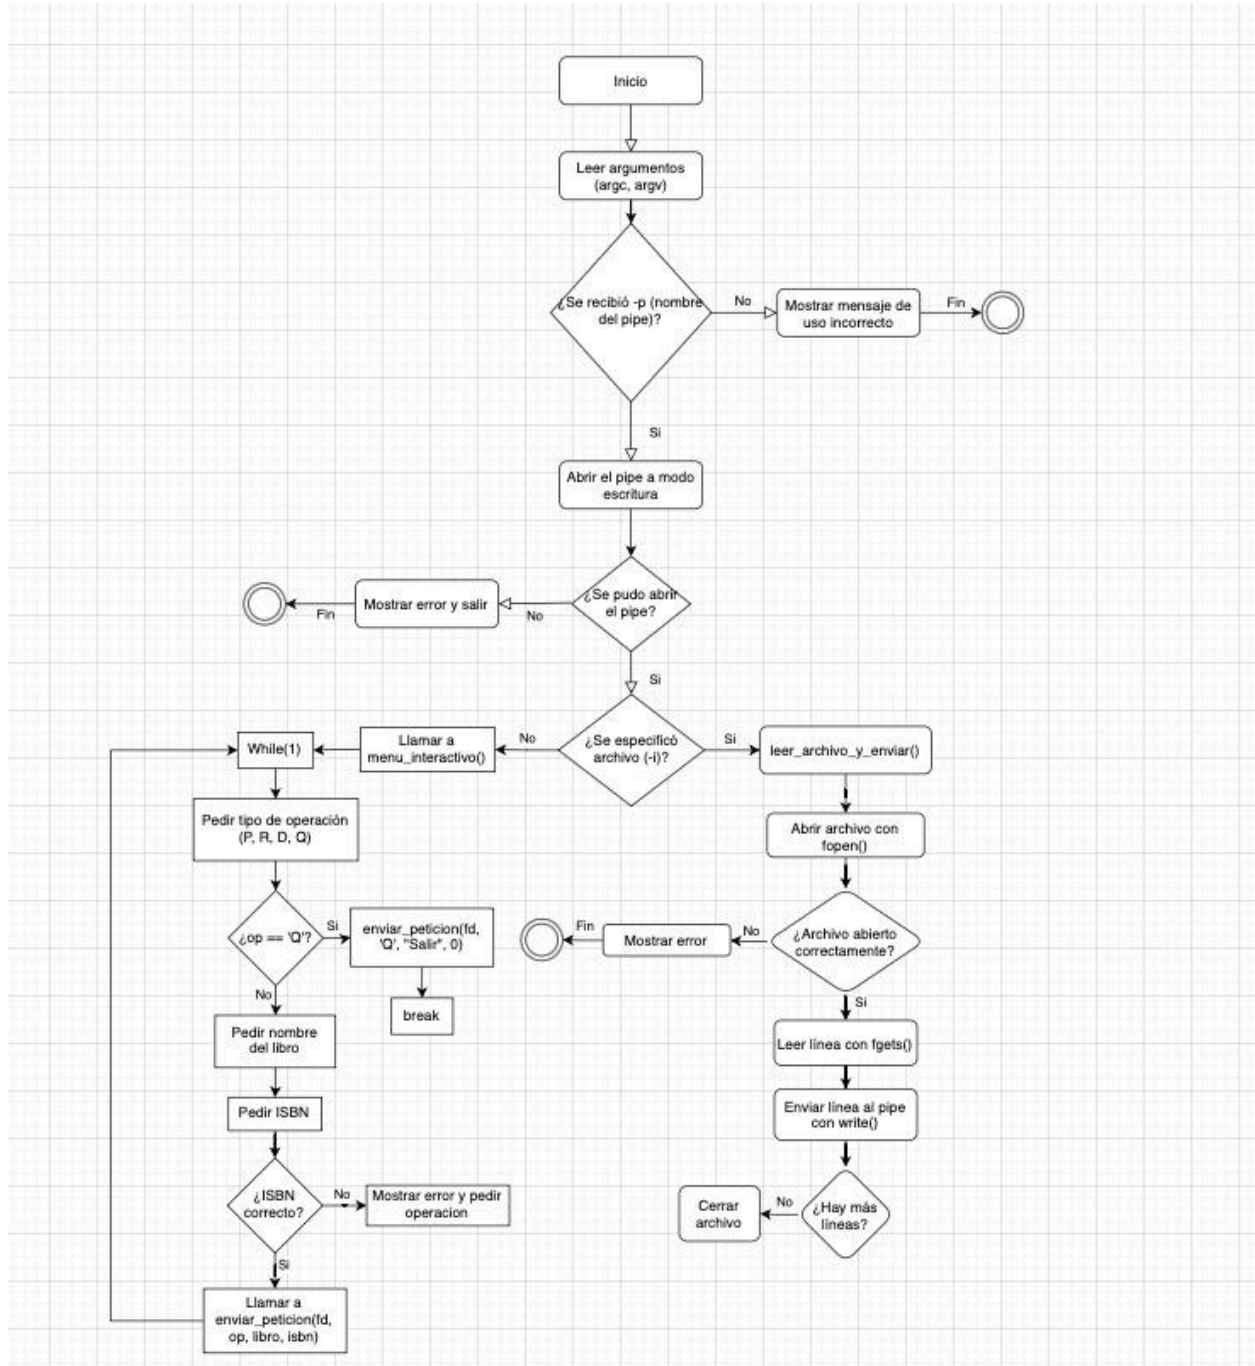 Inicio
Leer argumentos
(argc, argv)
¿Se recibió -p (nombre
del pipe)?
No
Mostrar mensaje de
uso incorrecto
Fin
Si
Abrir el pipe a modo
escritura
¿Se pudo abrir
el pipe?
No
Mostrar error y salir
Fin
Si
¿Se especificó
archivo (-i)?
No
Llamar a
menu_interactivo()
While(1)
Pedir tipo de operación
(P, R, D, Q)
¿op == 'Q'?
Si
enviar_peticion(fd,
'Q', "Salir", 0)
break
No
Pedir nombre
del libro
Pedir ISBN
¿ISBN
correcto?
No
Mostrar error y pedir
operacion
Si
Llamar a
enviar_peticion(fd,
op, libro, isbn)
Si
leer_archivo_y_enviar()
Abrir archivo con
fopen()
¿Archivo abierto
correctamente?
No
Mostrar error
Fin
Si
Leer línea con fgets()
Enviar línea al pipe
con write()
¿Hay más
líneas?
No
Cerrar
archivo